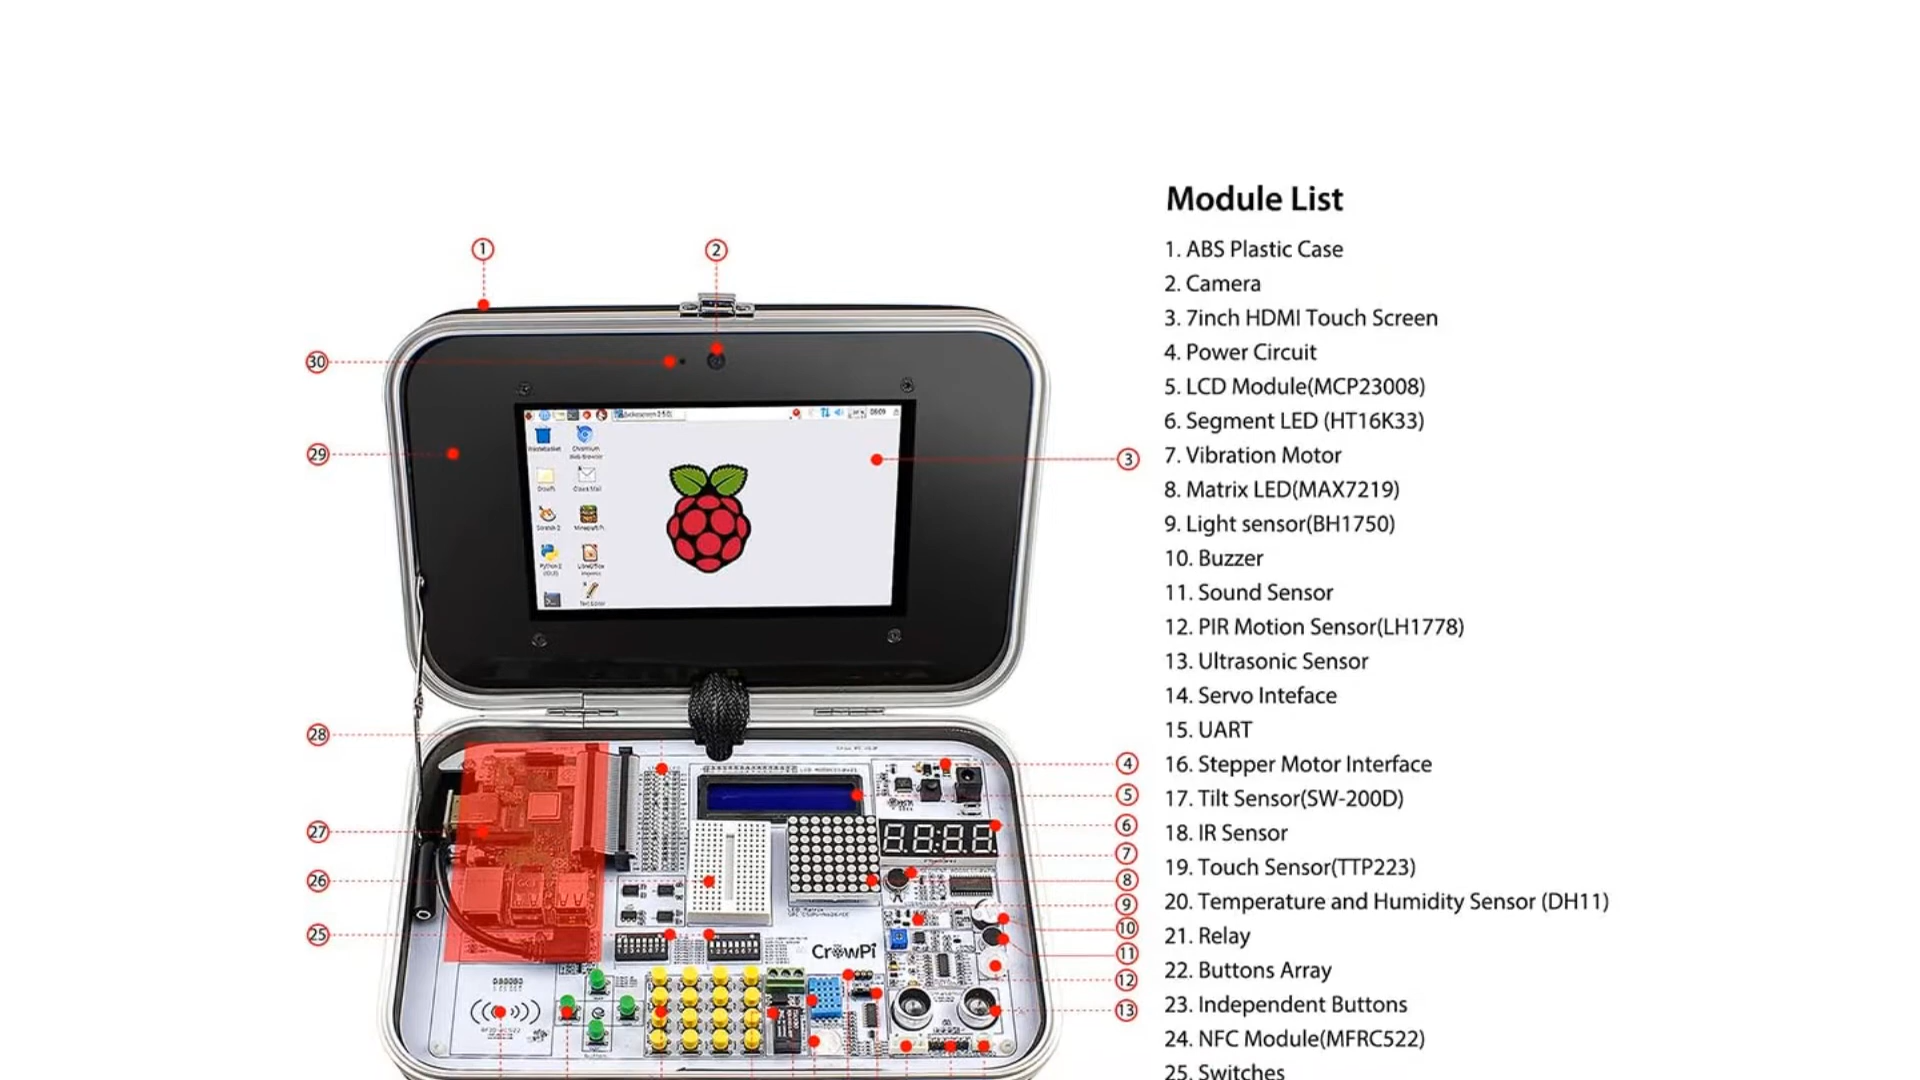 Module List
1. ABS Plastic Case
2. Camera
3. 7inch HDMI Touch Screen
4. Power Circuit
5. LCD Module(MCP23008)
6. Segment LED (HT16K33)
7. Vibration Motor
8. Matrix LED(MAX7219)
9. Light sensor(BH1750)
10. Buzzer
11. Sound Sensor
12. PIR Motion Sensor(LH1778)
13. Ultrasonic Sensor
14. Servo Inteface
15. UART
16. Stepper Motor Interface
17. Tilt Sensor(SW-200D)
18. IR Sensor
19. Touch Sensor(TTP223)
20. Temperature and Humidity Sensor (DH11)
21. Relay
22. Buttons Array
23. Independent Buttons
24. NFC Module(MFRC522)
25. Switches
1
2
30
29
3
28
4
5
6
27
7
26
8
9
10
25
11
12
13
CrowPi